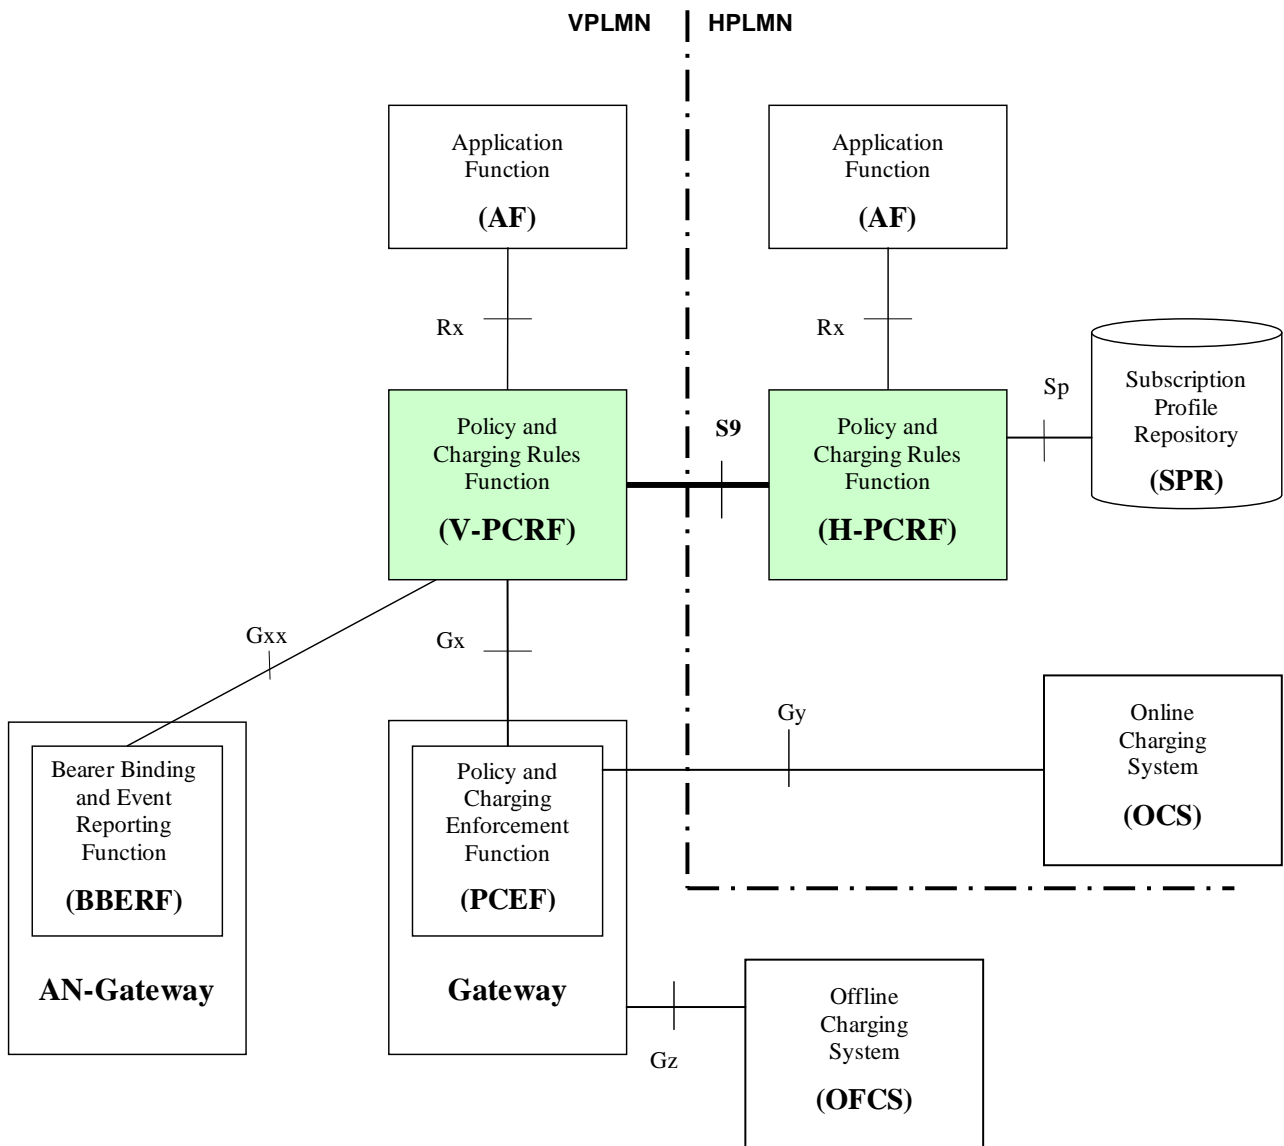 VPLMN
HPLMN
Application
Function
(AF)
Application
Function
(AF)
Rx
Rx
Policy and
Charging Rules
Function
(V-PCRF)
S9
Policy and
Charging Rules
Function
(H-PCRF)
Sp
Subscription
Profile
Repository
(SPR)
Gxx
Gx
Bearer Binding
and Event
Reporting
Function
(BBERF)
AN-Gateway
Policy and
Charging
Enforcement
Function
(PCEF)
Gateway
Gy
Online
Charging
System
(OCS)
Gz
Offline
Charging
System
(OFCS)